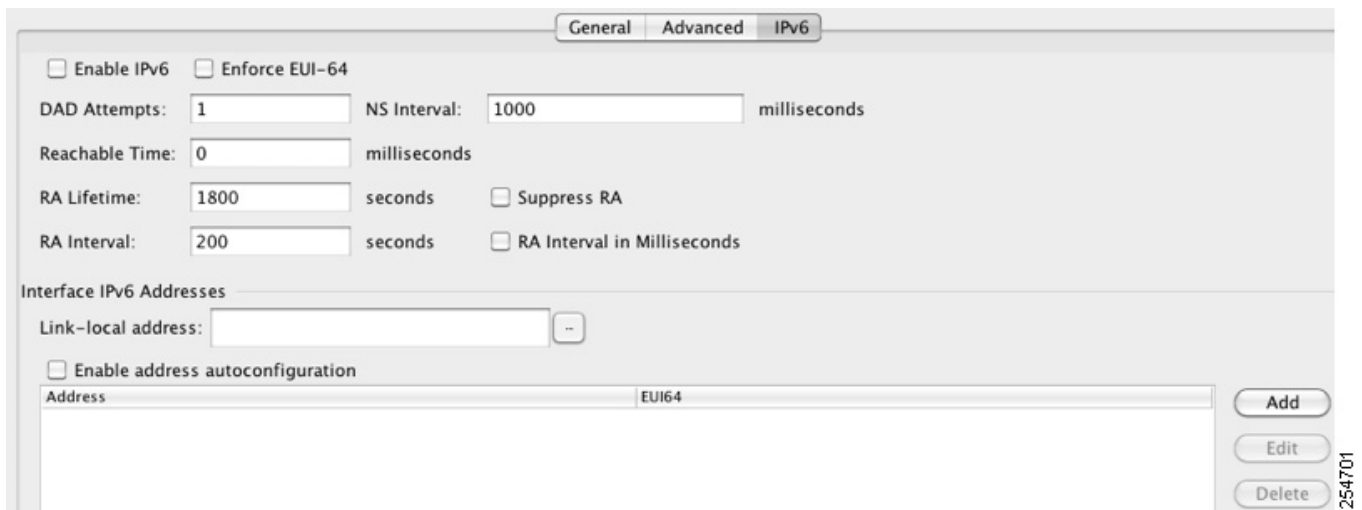 General Advanced IPv6
Enable IPv6 Enforce EUI-64
DAD Attempts: 1 NS Interval: 1000 milliseconds
Reachable Time: 0 milliseconds
RA Lifetime: 1800 seconds Suppress RA
RA Interval: 200 seconds RA Interval in Milliseconds
Interface IPv6 Addresses
Link-local address: ...
Enable address autoconfiguration
Address EUI64
Add
Edit
Delete
254701